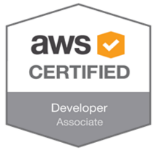 aws
CERTIFIED
Developer
Associate